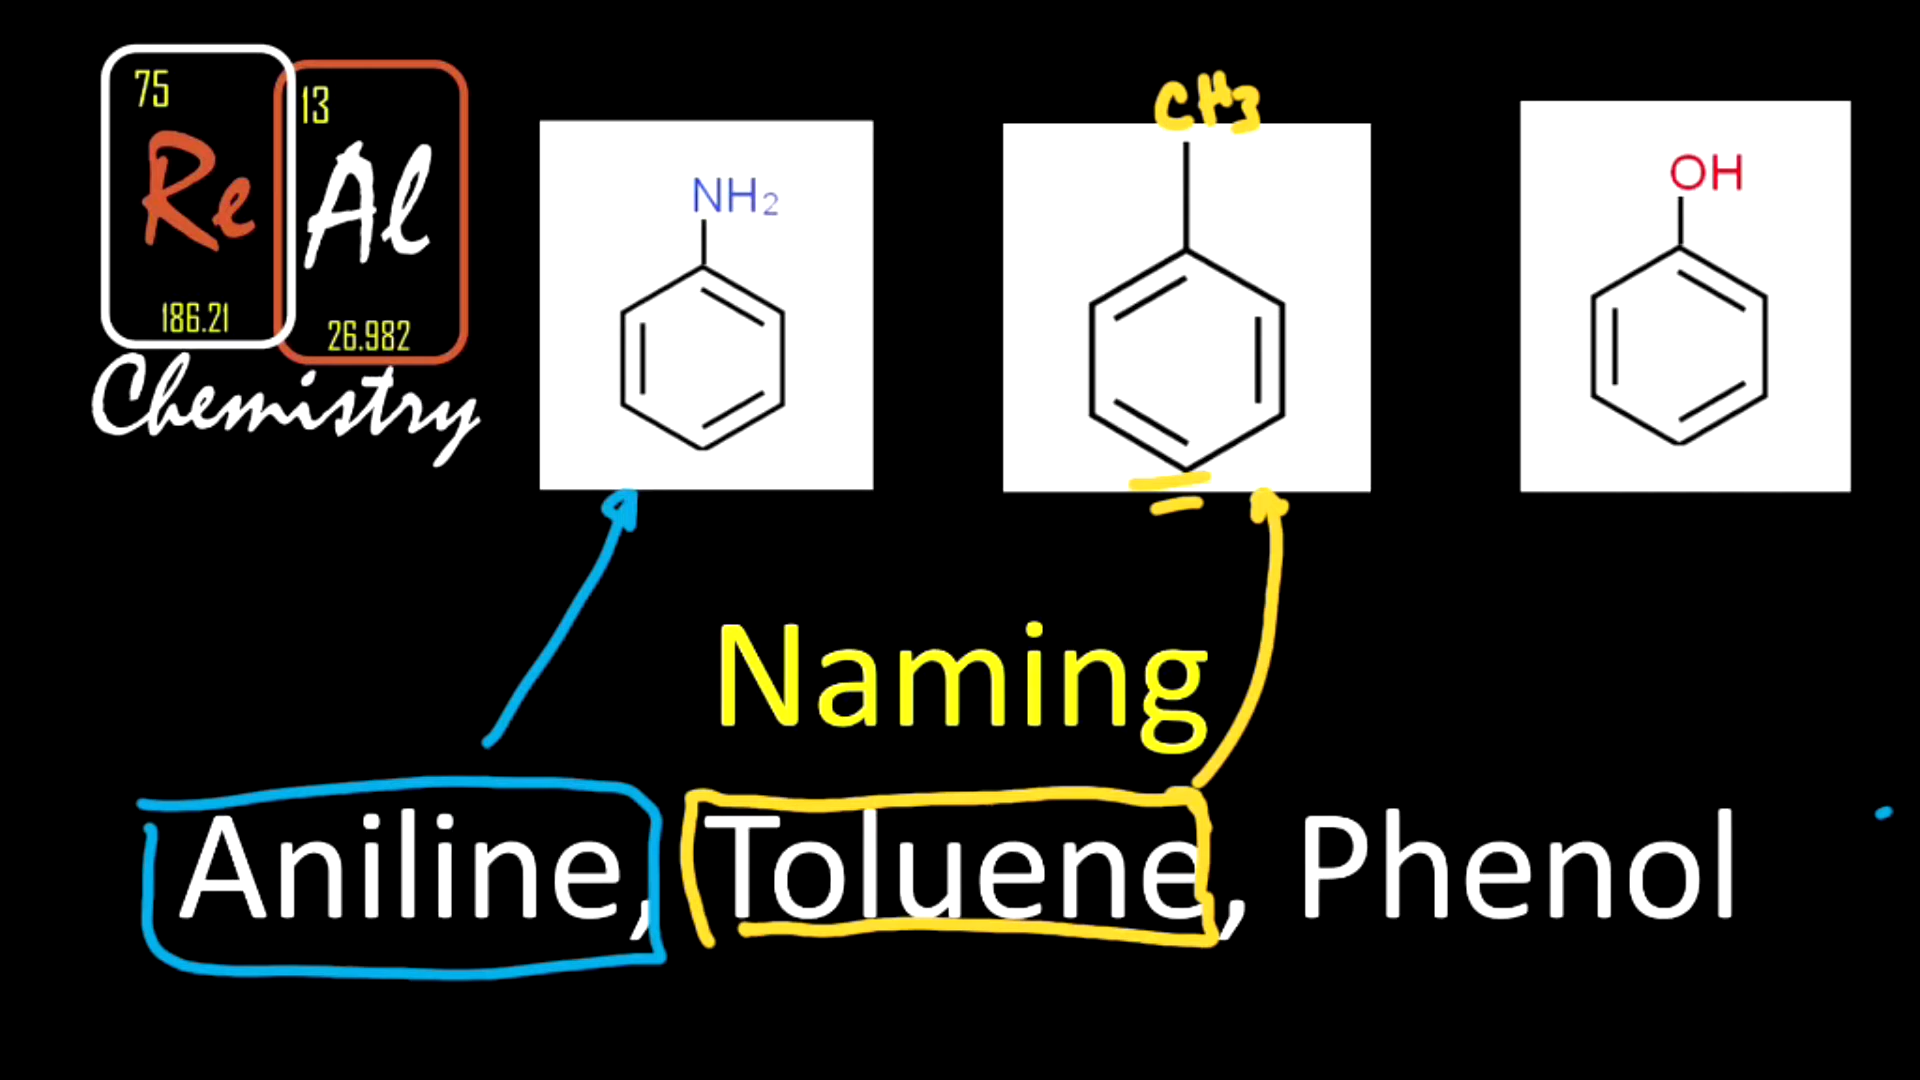 75
Re
186.21
13
Al
26.982
Chemistry
NH₂
CH3
OH
Naming
Aniline, Toluene, Phenol